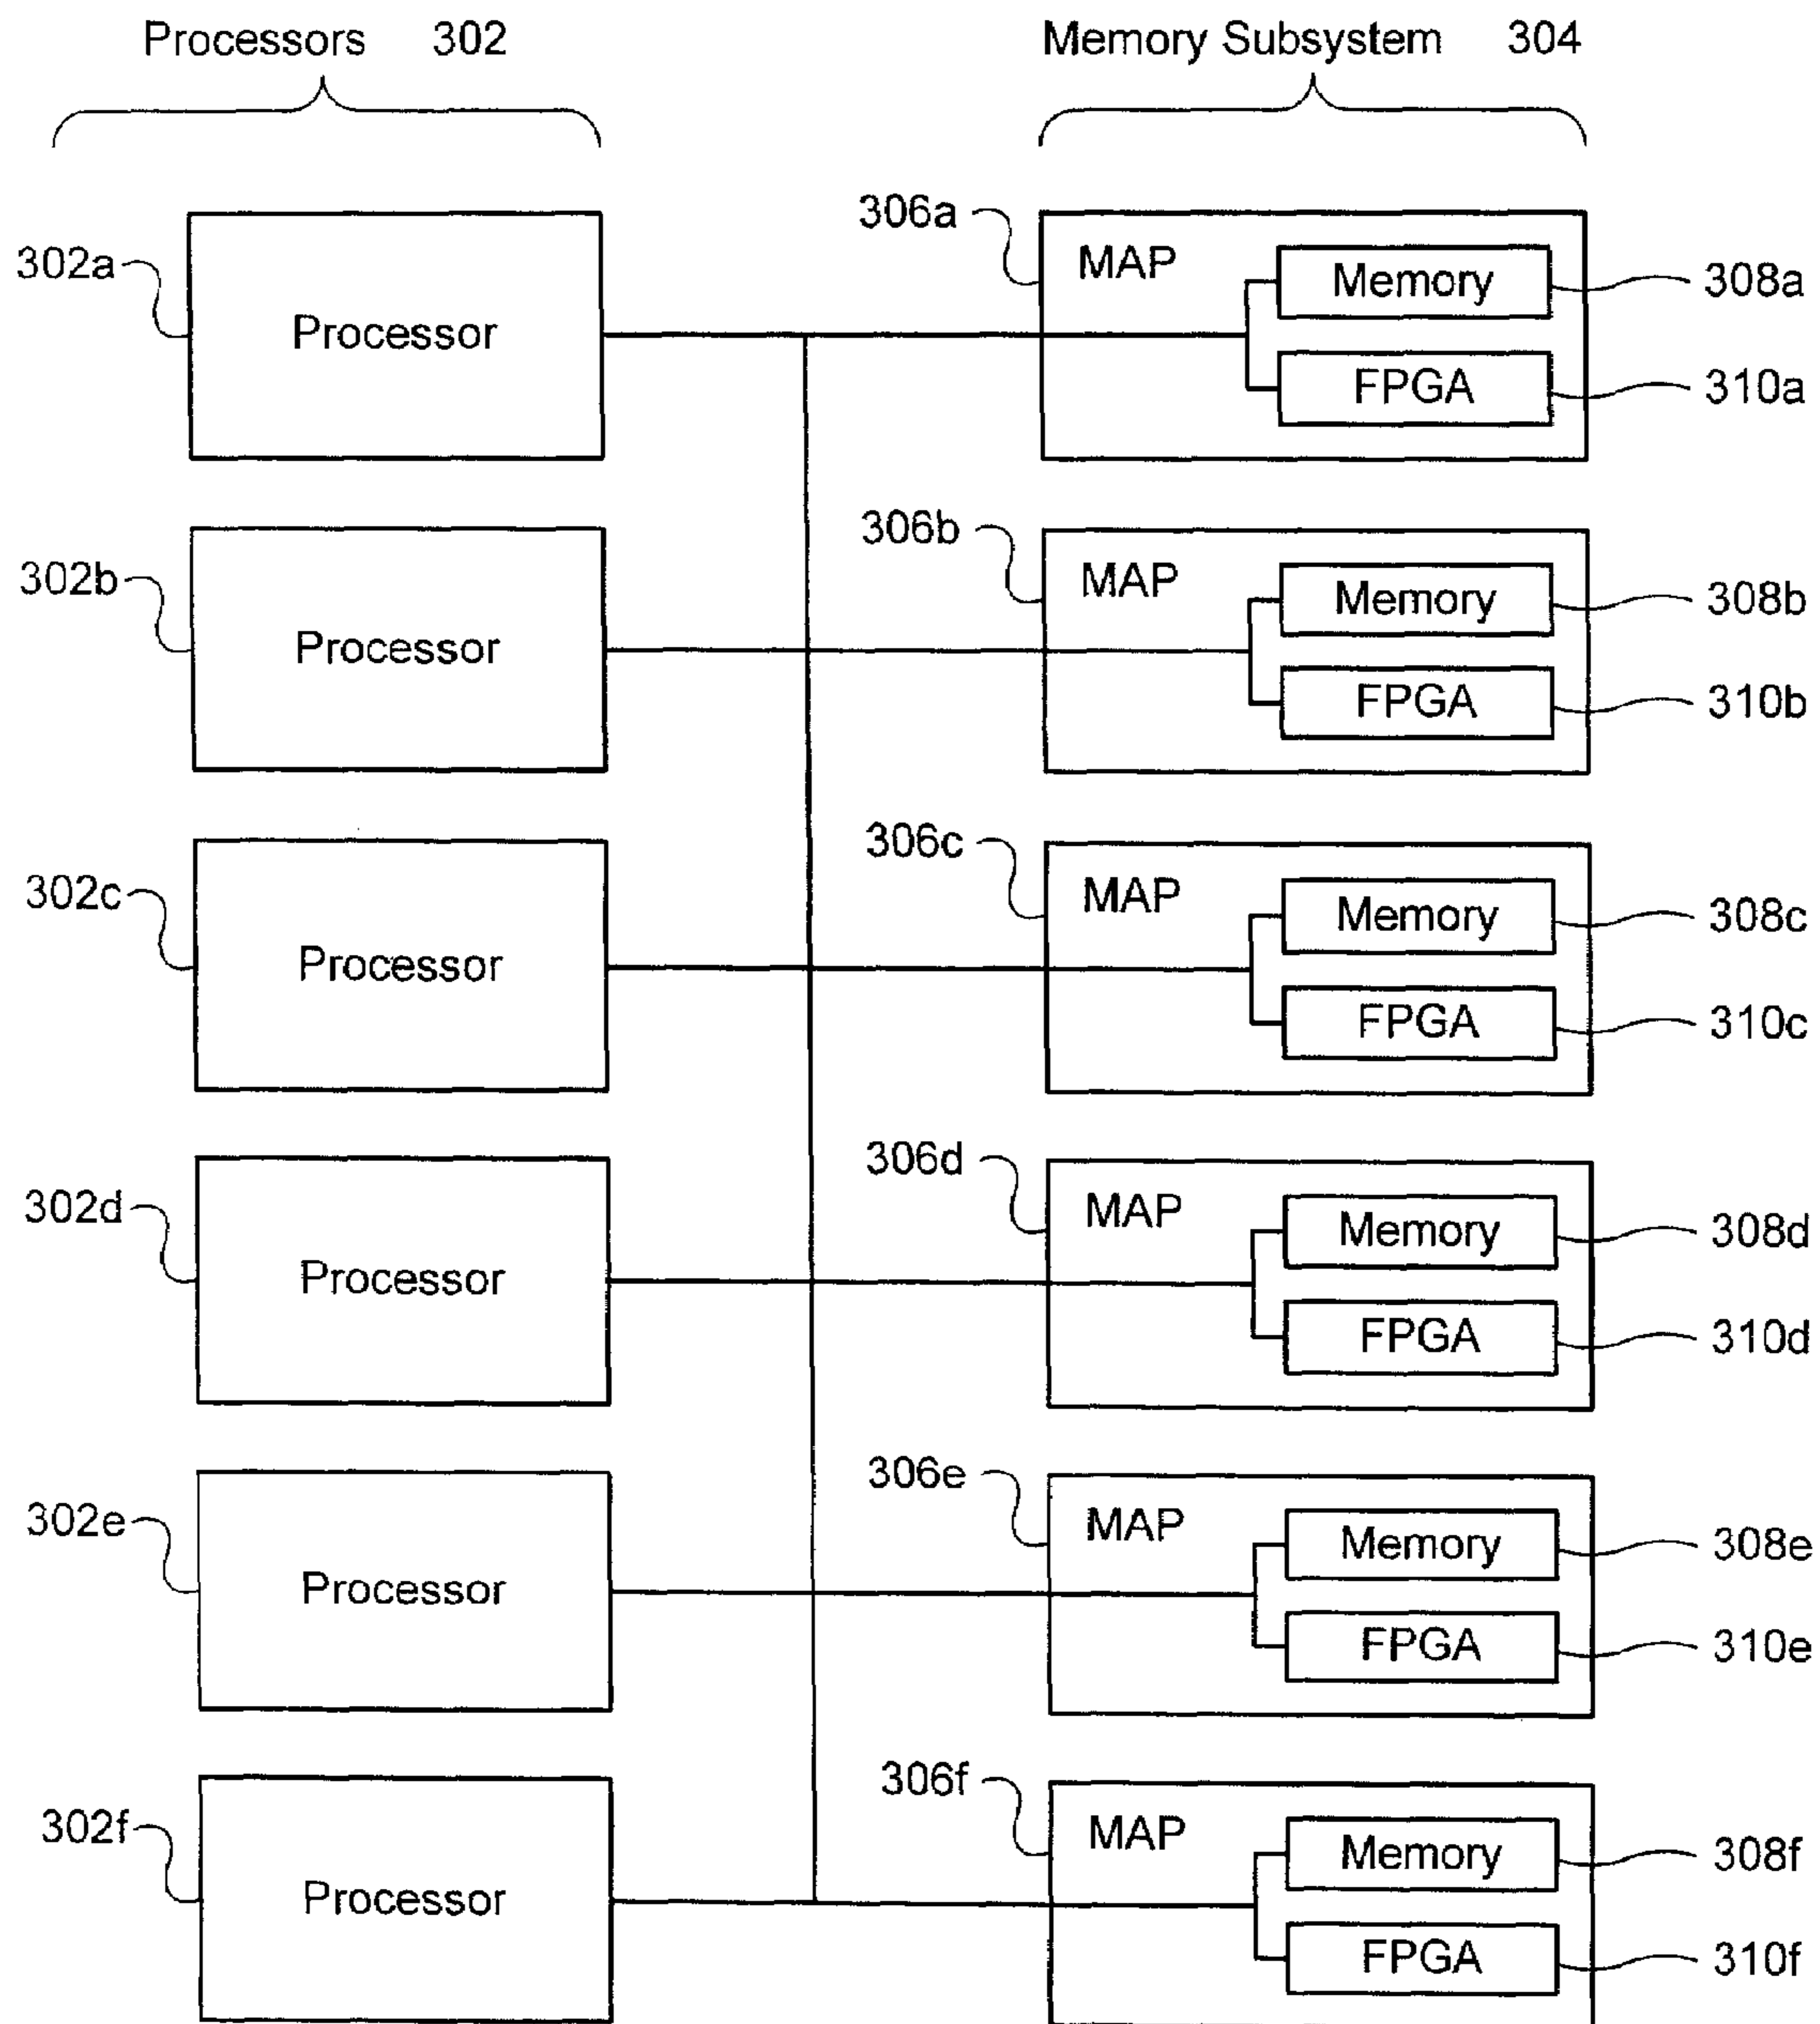 Processors 302
Memory Subsystem 304
306a
MAP
Memory
308a
302a
Processor
FPGA
310a
306b
MAP
Memory
308b
302b
Processor
FPGA
310b
306c
MAP
Memory
308c
302c
Processor
FPGA
310c
306d
MAP
Memory
308d
302d
Processor
FPGA
310d
306e
MAP
Memory
308e
302e
Processor
FPGA
310e
306f
MAP
Memory
308f
302f
Processor
FPGA
310f